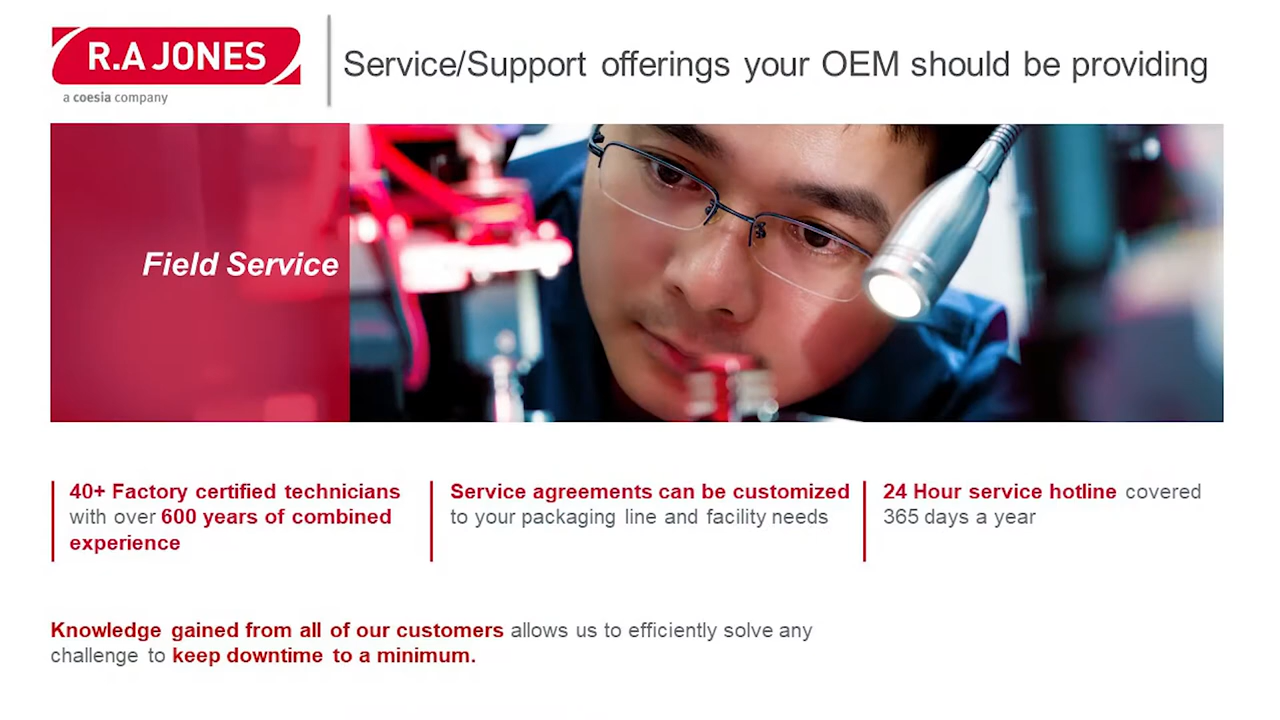 R.A JONES
a coesia company
Service/Support offerings your OEM should be providing
Field Service
40+ Factory certified technicians
with over 600 years of combined
experience
Service agreements can be customized
to your packaging line and facility needs
24 Hour service hotline covered
365 days a year
Knowledge gained from all of our customers allows us to efficiently solve any
challenge to keep downtime to a minimum.